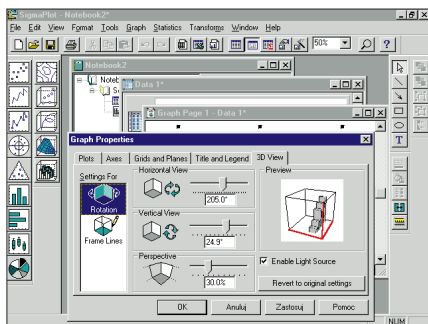 SigmaPlot - Notebook2*
File Edit View Format Tools Graph Statistics Transforms Window Help
50%
Notebook2
Data 1*
Graph Page 1 - Data 1*
Graph Properties
Plots Axes Grids and Planes Title and Legend 3D View
Settings For
Rotation
Frame Lines
Horizontal View
205.0°
Vertical View
24.9°
Perspective
30.0%
Preview
Enable Light Source
Revert to original settings
OK Anuluj Zastosuj Pomoc
NUM